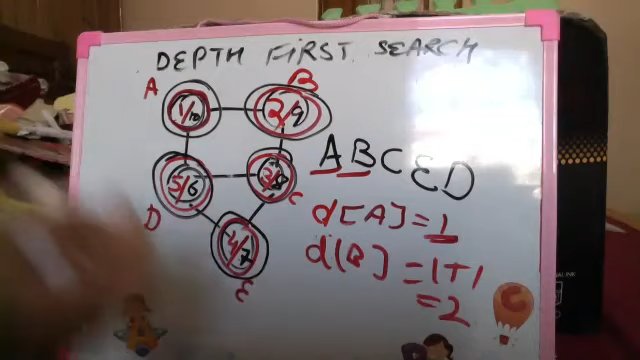 DEPTH FIRST SEARCH
A
B
1/10
2/9
ABCED
5/6
3/8
C
D
d[A]=1
4/7
d[B]=1+1
=2
E